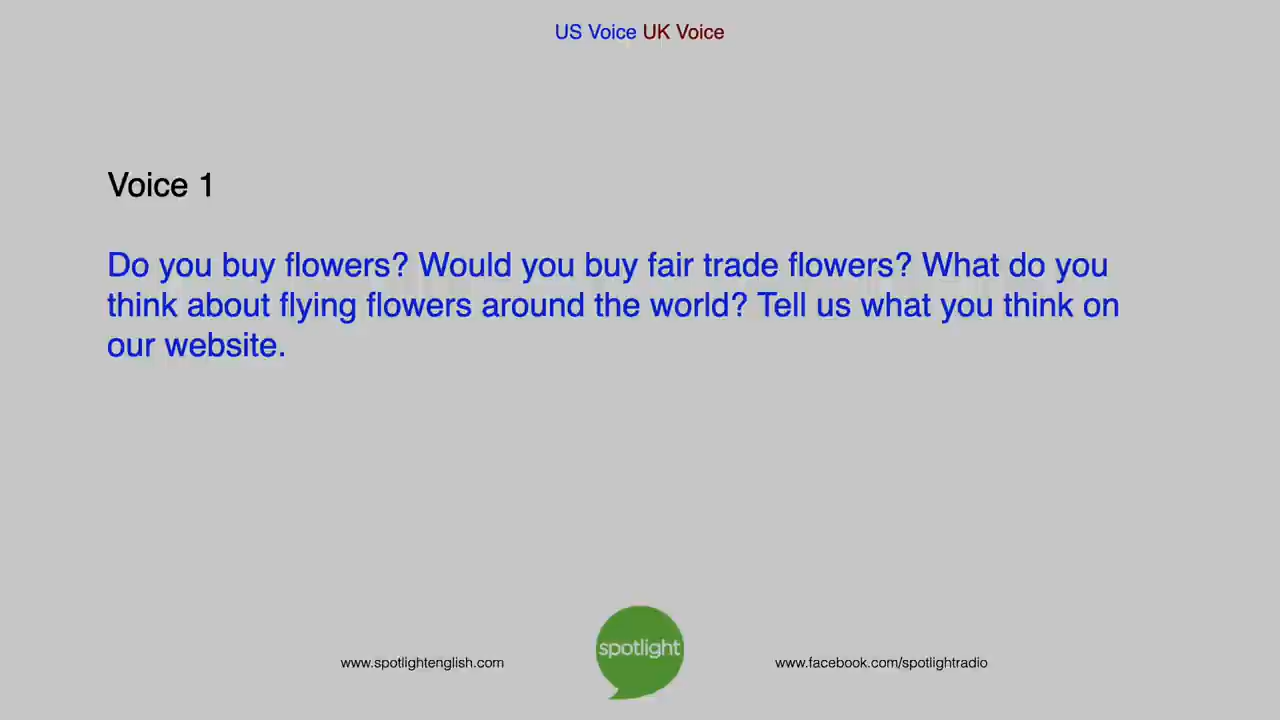 US Voice UK Voice
Voice 1
Do you buy flowers? Would you buy fair trade flowers? What do you
think about flying flowers around the world? Tell us what you think on
our website.
spotlight
www.spotlightenglish.com
www.facebook.com/spotlightradio